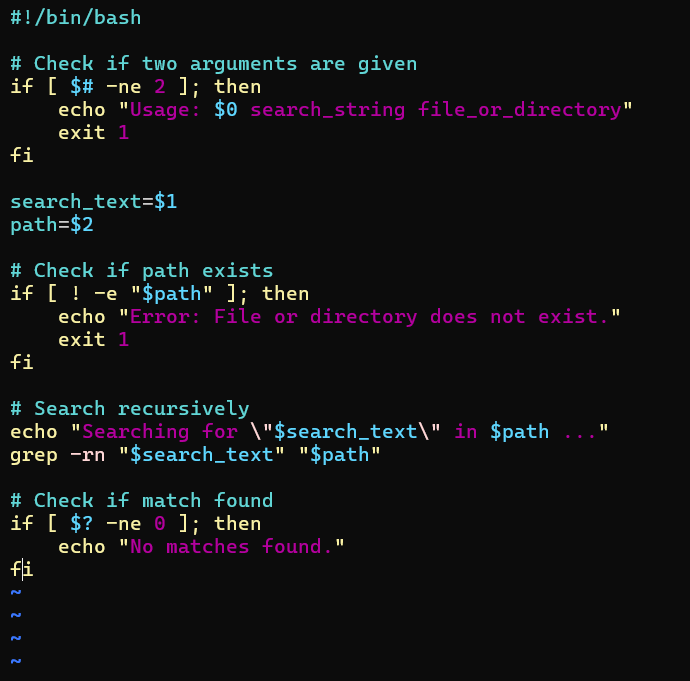 #!/bin/bash

# Check if two arguments are given
if [ $# -ne 2 ]; then
    echo "Usage: $0 search_string file_or_directory"
    exit 1
fi

search_text=$1
path=$2

# Check if path exists
if [ ! -e "$path" ]; then
    echo "Error: File or directory does not exist."
    exit 1
fi

# Search recursively
echo "Searching for \"$search_text\" in $path ..."
grep -rn "$search_text" "$path"

# Check if match found
if [ $? -ne 0 ]; then
    echo "No matches found."
fi
~
~
~
~